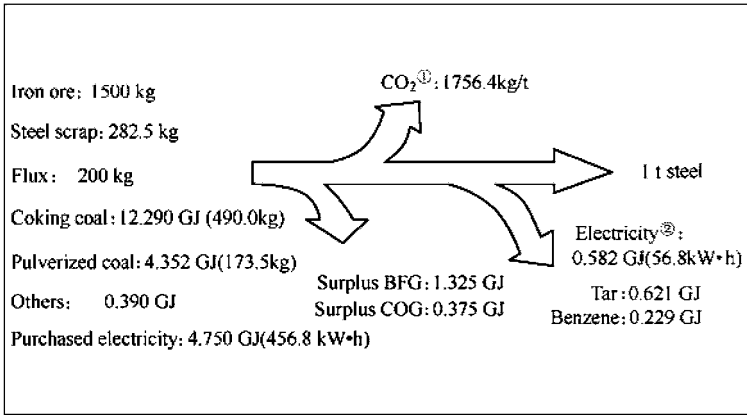 Iron ore: 1500 kg
Steel scrap: 282.5 kg
Flux: 200 kg
Coking coal: 12.290 GJ (490.0kg)
Pulverized coal: 4.352 GJ(173.5kg)
Others: 0.390 GJ
Purchased electricity: 4.750 GJ(456.8 kW•h)
CO₂①: 1756.4kg/t
1 t steel
Surplus BFG: 1.325 GJ
Surplus COG: 0.375 GJ
Electricity②:
0.582 GJ(56.8kW•h)
Tar: 0.621 GJ
Benzene: 0.229 GJ